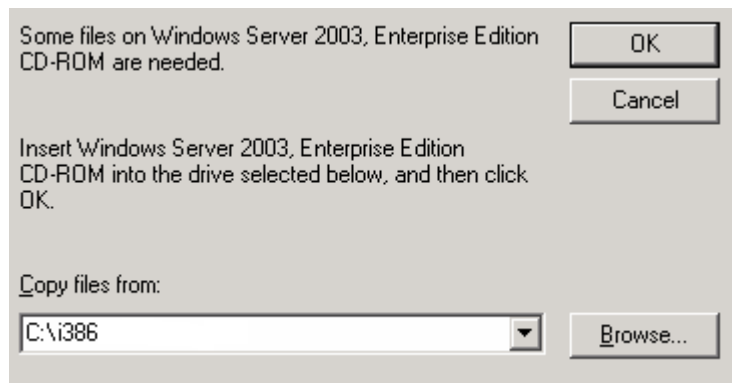 Some files on Windows Server 2003, Enterprise Edition
CD-ROM are needed.
OK
Cancel
Insert Windows Server 2003, Enterprise Edition
CD-ROM into the drive selected below, and then click
OK.
Copy files from:
C:\i386
Browse...